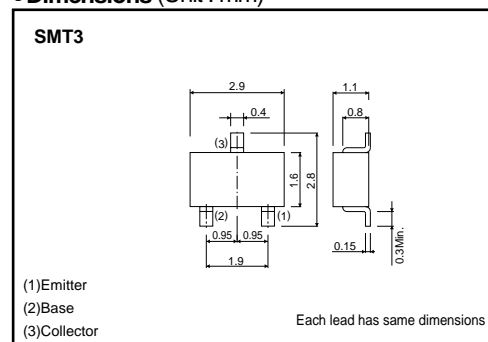 Dimensions (Unit : mm)
SMT3
2.9
1.1
0.4
0.8
(3)
1.6
2.8
(2)
(1)
0.95
0.95
0.15
0.3Min.
1.9
(1)Emitter
(2)Base
(3)Collector
Each lead has same dimensions